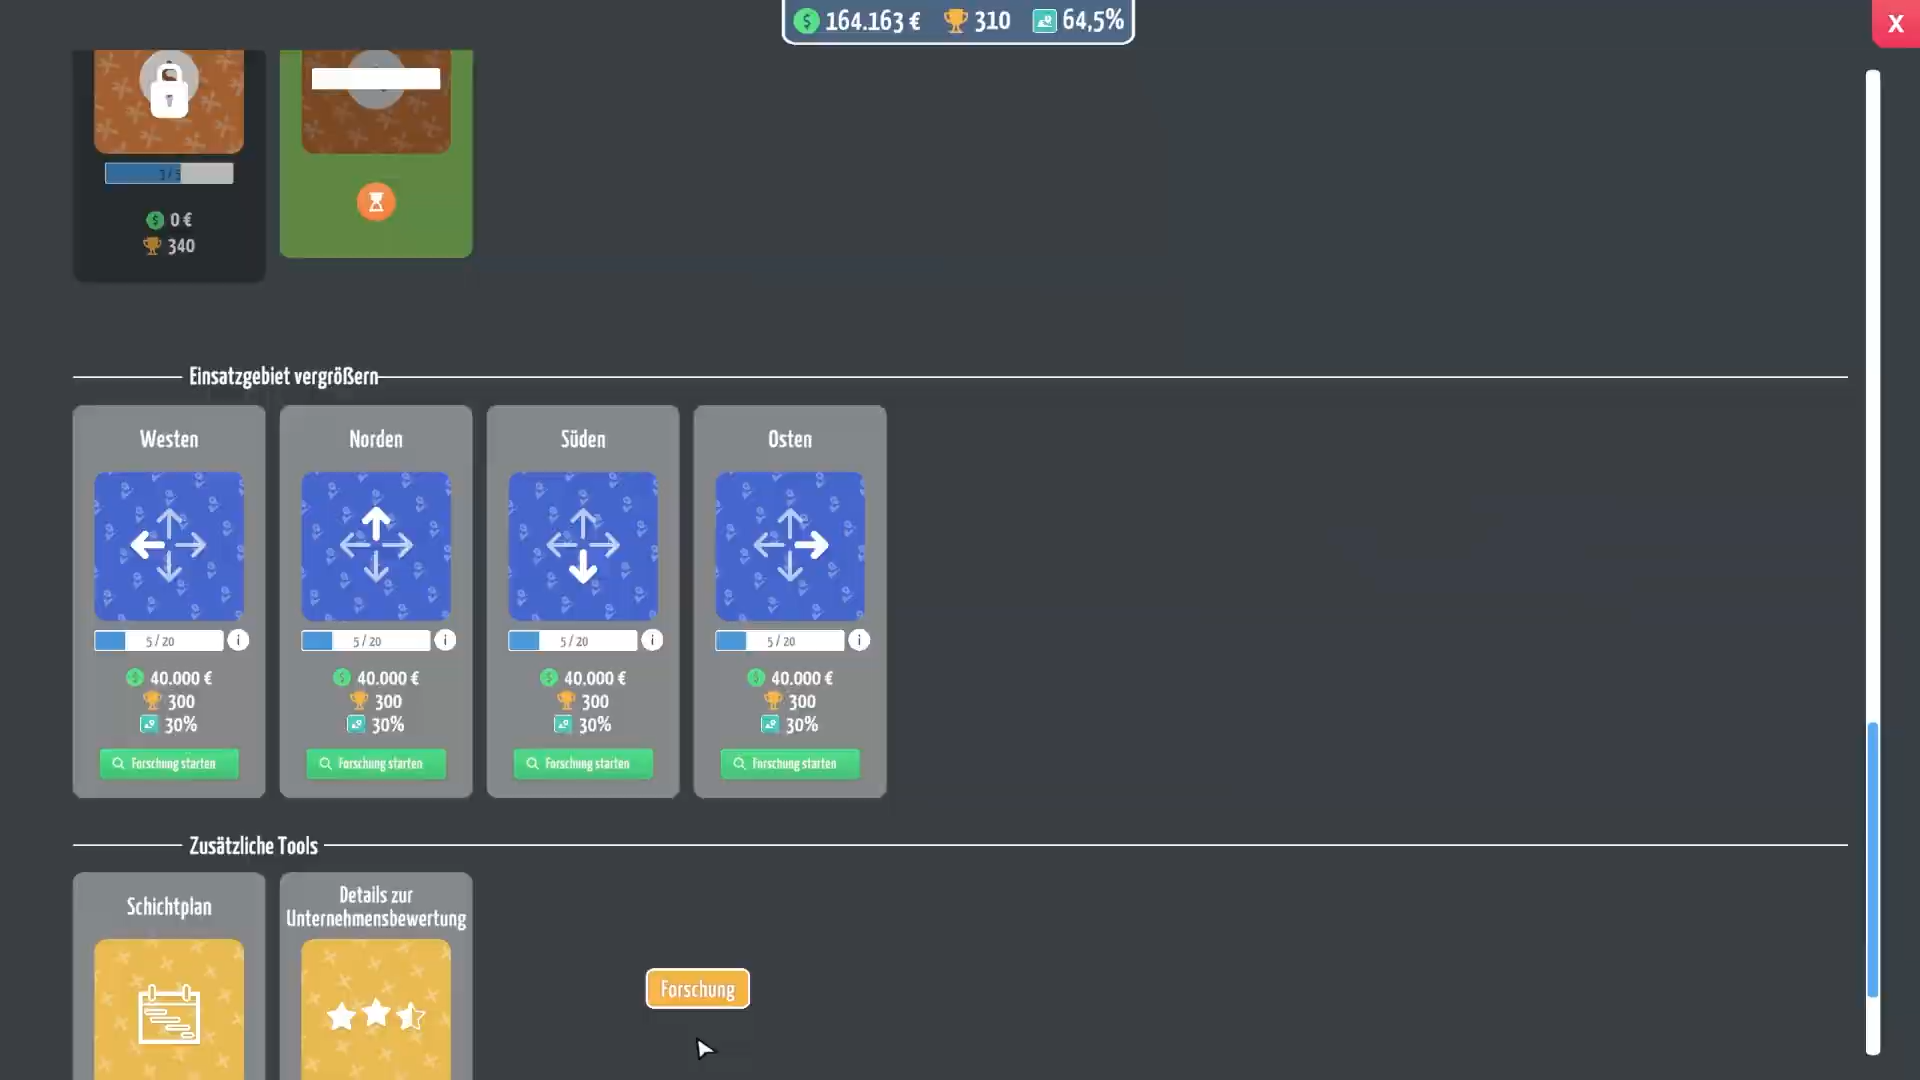 164.163 € 310 64,5%
X
3 / 5
0 €
340
Einsatzgebiet vergrößern
Westen Norden Süden Osten
5 / 20 i 5 / 20 i 5 / 20 i 5 / 20 i
40.000 € 40.000 € 40.000 € 40.000 €
300 300 300 300
30% 30% 30% 30%
Forschung starten Forschung starten Forschung starten Forschung starten
Zusätzliche Tools
Schichtplan
Details zur
Unternehmensbewertung
Forschung